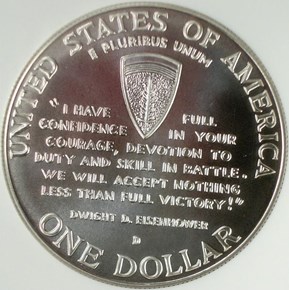 UNITED STATES OF AMERICA
E PLURIBUS UNUM
"I HAVE FULL
CONFIDENCE IN YOUR
COURAGE, DEVOTION TO
DUTY AND SKILL IN BATTLE.
WE WILL ACCEPT NOTHING
LESS THAN FULL VICTORY!"
DWIGHT D. EISENHOWER
D
ONE DOLLAR